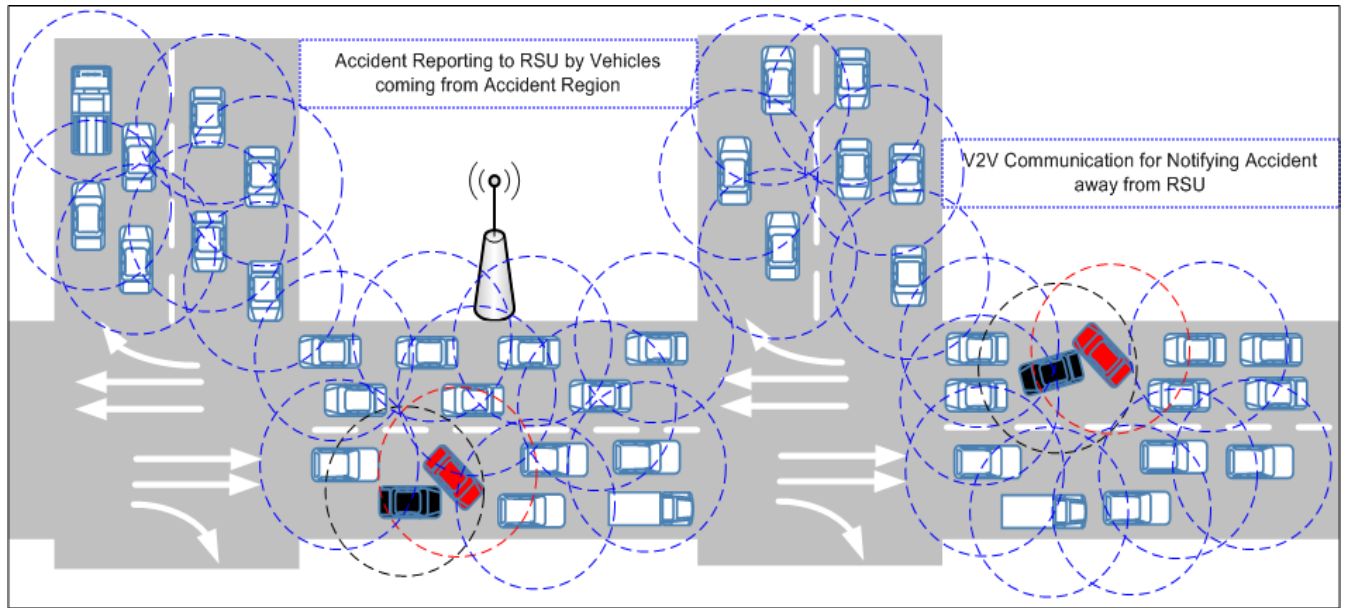 Accident Reporting to RSU by Vehicles
coming from Accident Region
V2V Communication for Notifying Accident
away from RSU